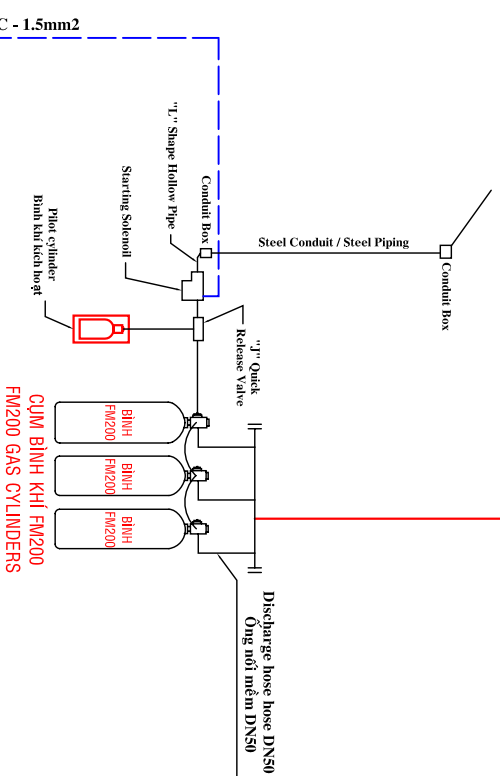 C - 1.5mm2
"L" Shape Hollow Pipe
Conduit Box
Starting Solenoil
Pilot cylinder
Bình khí kích hoạt
Steel Conduit / Steel Piping
Conduit Box
"J" Quick
Release Valve
BÌNH
FM200
BÌNH
FM200
BÌNH
FM200
CỤM BÌNH KHÍ FM200
FM200 GAS CYLINDERS
Discharge hose hose DN50
Ống nối mềm DN50